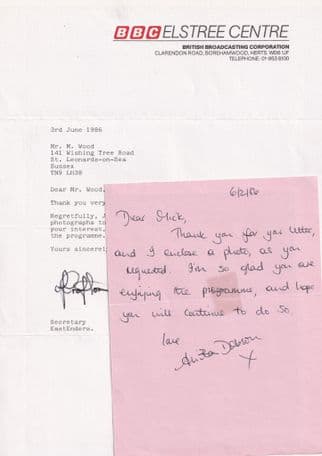 BBC ELSTREE CENTRE
BRITISH BROADCASTING CORPORATION
CLARENDON ROAD, BOREHAMWOOD, HERTS. WD6 1JF
TELEPHONE: 01-953 6100
3rd June 1986
Mr. M. Wood
141 Wishing Tree Road
St. Leonards-on-Sea
Sussex
TN9 LH38
Dear Mr. Wood,
Thank you very
Regretfully,
photographs to
your interest,
the programme.
Yours sincerel
Secretary
EastEnders.
6/2/86
Dear Mick,
Thank you for your letter,
and I enclose a photo, as you
requested. I'm so glad you are
enjoying the programme, and hope
you will continue to do so.
love
Anita Dobson
X